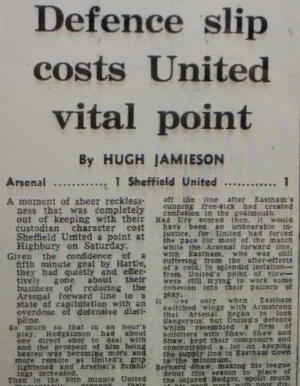 Defence slip
costs United
vital point
By HUGH JAMIESON
Arsenal ............ 1 Sheffield United ............ 1
A moment of sheer reckless-
ness that was completely
out of keeping with their
custodian character cost
Sheffield United a point at
Highbury on Saturday.
Given the confidence of a
fifth minute goal by Hartle,
they had quietly and effec-
tively gone about their
business of reducing the
Arsenal forward line to a
state of capitulation with an
overdose of defensive disci-
pline.
So much so that in an hour's
play, Hodgkinson had about
one direct shot to deal with
and the prospect of him being
beaten was becoming more and
more remote as United's grip
tightened and Arsenal's fumbl-
ings increased.
Then in the 60th minute United
off the line after Eastham's
cunning free-kick had created
confusion in the goalmouth.
Had Ure scored then, it would
have been an unbearable in-
justice, for United had forced
the pace for most of the match
while the Arsenal forward line,
with Eastham, who was still
suffering from the after-effects
of a cold, in splendid isolation—
from United's point of view—
were still trying to work some
cohesion into their pattern of
play.
was only when Eastham
switched wings with Armstrong
that Arsenal began to look
dangerous, but United's defence
which resembled a firm of
solicitors with Shaw, Shaw and
Shaw, kept their composure and
concentrated a lot on keeping
the supply line to Eastham down
to the minimum.
Bernard Shaw, making his league
debut this season in place of
the injured Badger, spoilt much